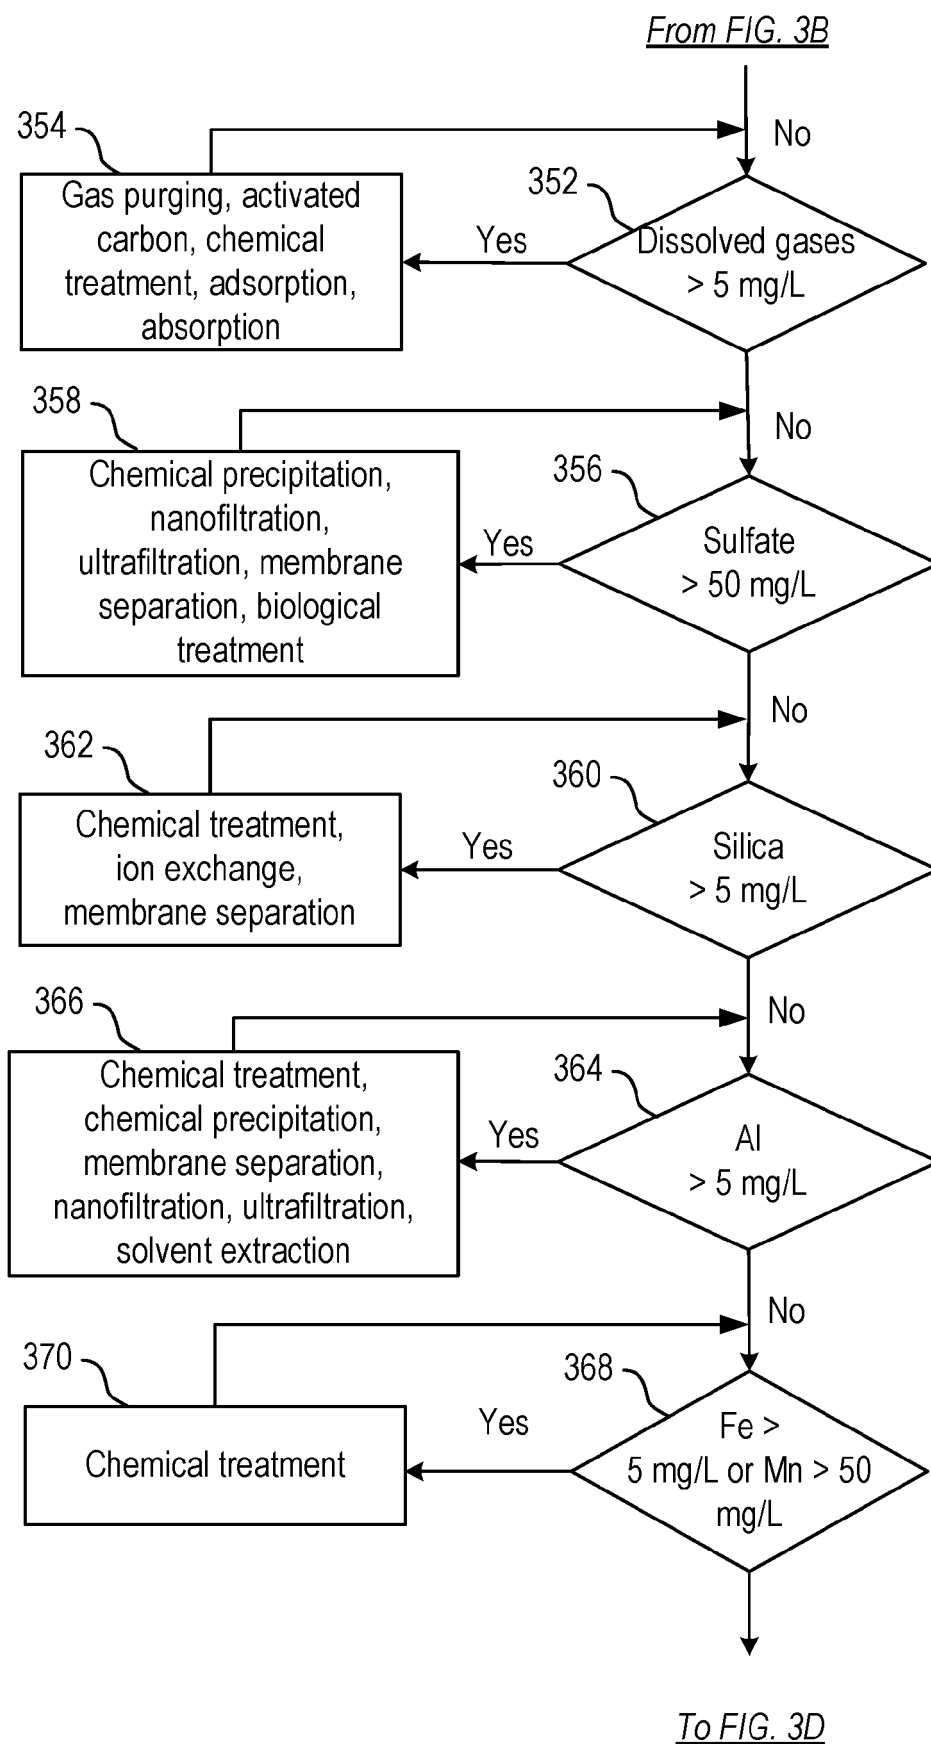 From FIG. 3B
354
No
352
Gas purging, activated
carbon, chemical
treatment, adsorption,
absorption
Yes
Dissolved gases
> 5 mg/L
358
No
356
Chemical precipitation,
nanofiltration,
ultrafiltration, membrane
separation, biological
treatment
Yes
Sulfate
> 50 mg/L
362
No
360
Chemical treatment,
ion exchange,
membrane separation
Yes
Silica
> 5 mg/L
366
No
364
Chemical treatment,
chemical precipitation,
membrane separation,
nanofiltration, ultrafiltration,
solvent extraction
Yes
Al
> 5 mg/L
370
No
368
Chemical treatment
Yes
Fe >
5 mg/L or Mn > 50
mg/L
To FIG. 3D